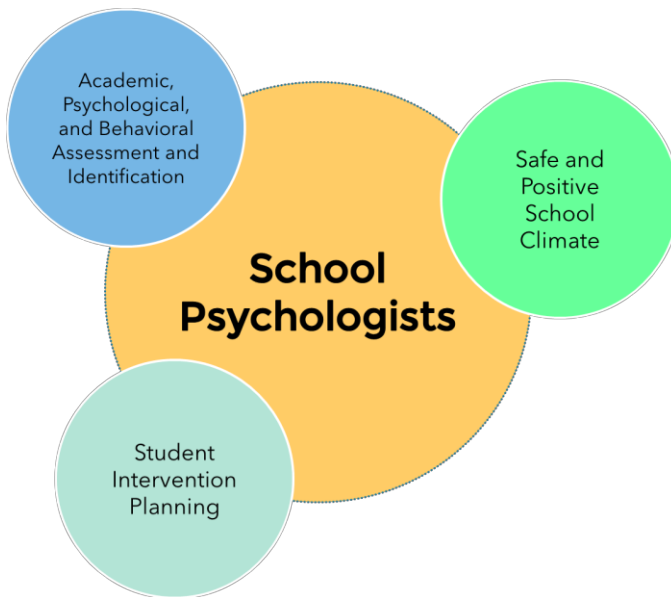 Academic,
Psychological,
and Behavioral
Assessment and
Identification
Safe and
Positive
School
Climate
School
Psychologists
Student
Intervention
Planning